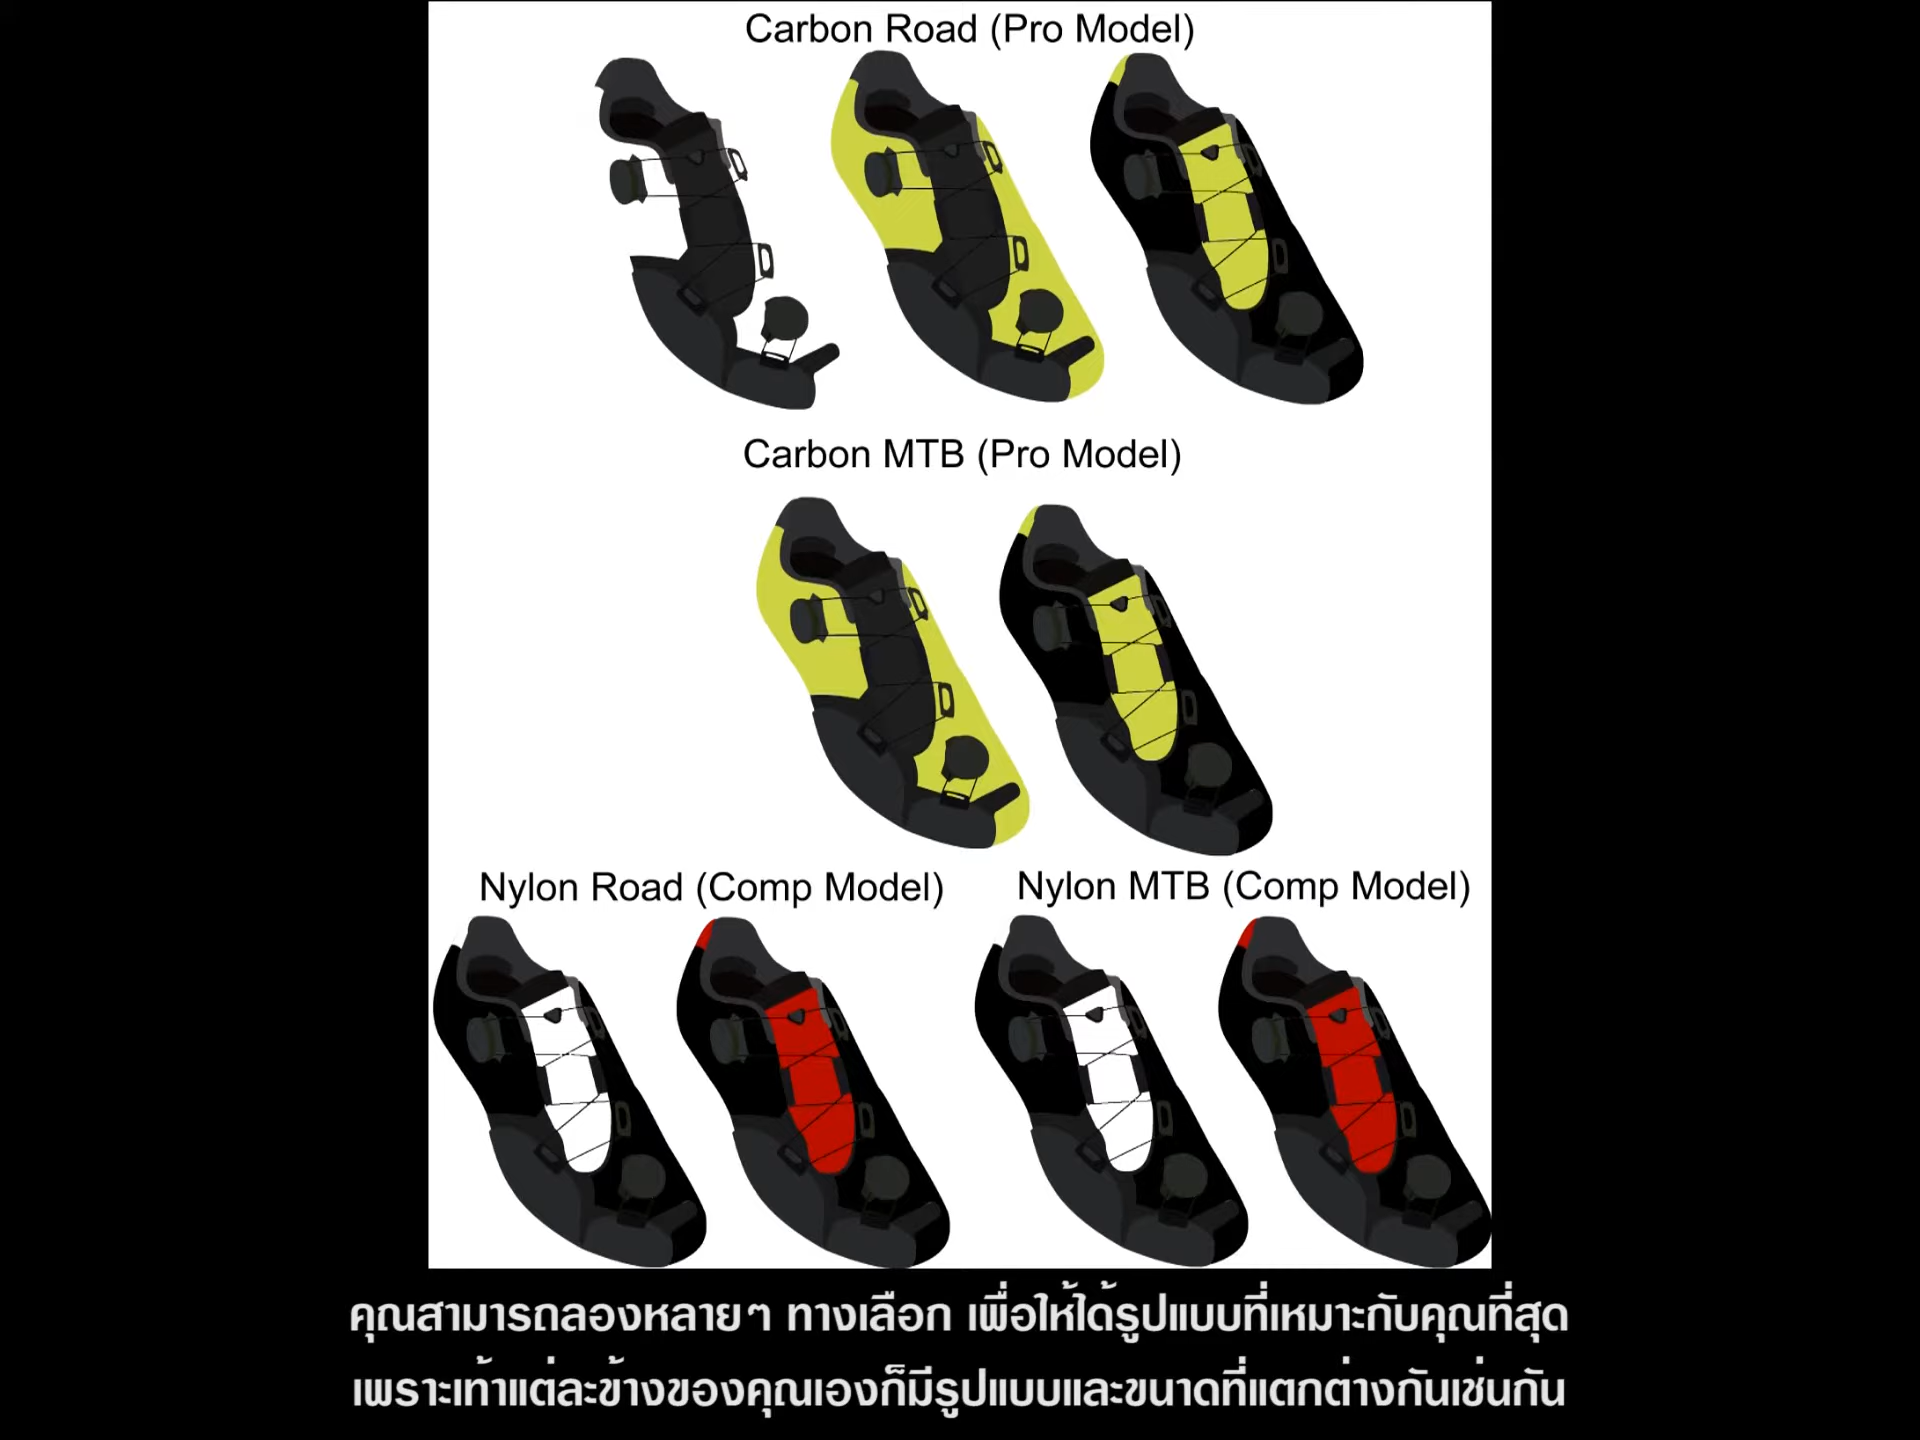 Carbon Road (Pro Model)
Carbon MTB (Pro Model)
Nylon Road (Comp Model)
Nylon MTB (Comp Model)
คุณสามารถลองหลายๆ ทางเลือก เพื่อให้ได้รูปแบบที่เหมาะกับคุณที่สุด
เพราะเท้าแต่ละข้างของคุณเองก็มีรูปแบบและขนาดที่แตกต่างกันเช่นกัน